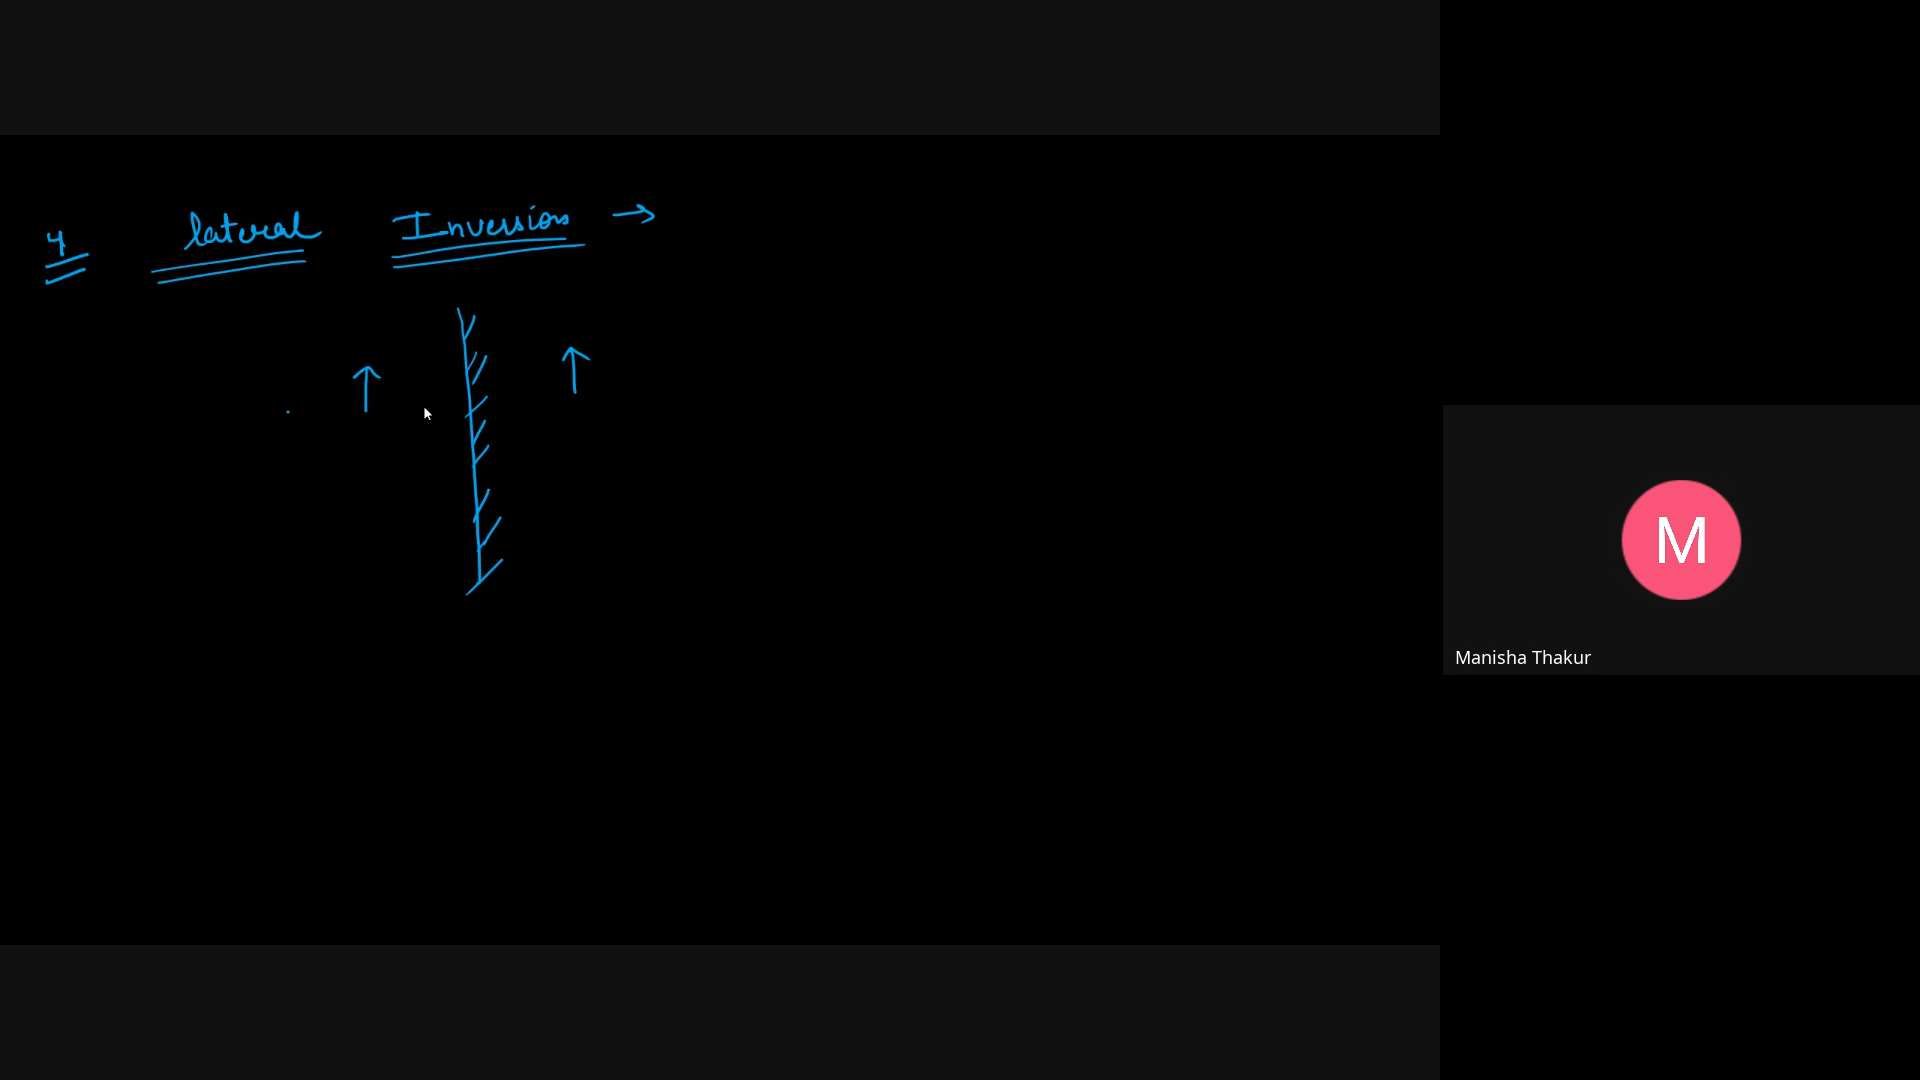 4 lateral Inversion →
M
Manisha Thakur